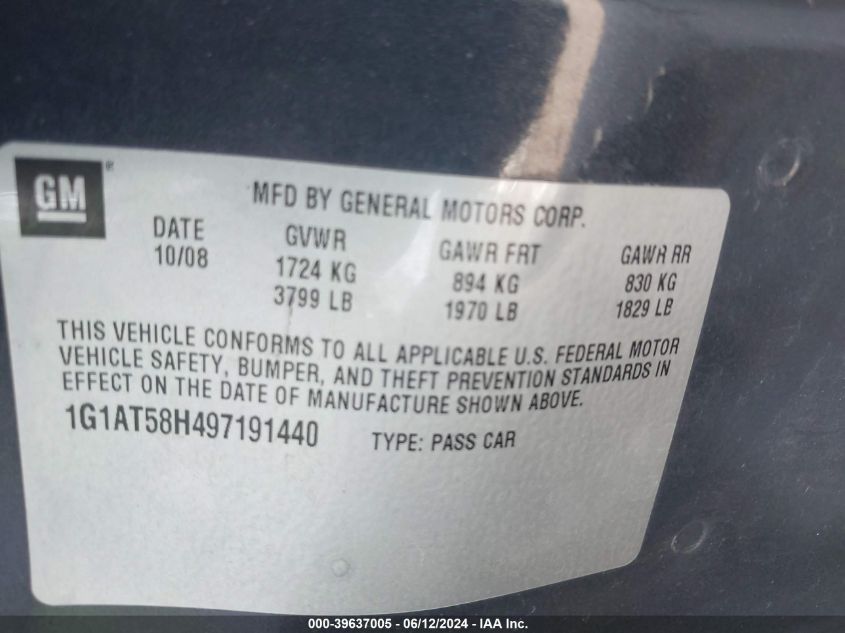 GM®
MFD BY GENERAL MOTORS CORP.
DATE GVWR GAWR FRT GAWR RR
10/08 1724 KG 894 KG 830 KG
3799 LB 1970 LB 1829 LB
THIS VEHICLE CONFORMS TO ALL APPLICABLE U.S. FEDERAL MOTOR
VEHICLE SAFETY, BUMPER, AND THEFT PREVENTION STANDARDS IN
EFFECT ON THE DATE OF MANUFACTURE SHOWN ABOVE.
1G1AT58H497191440 TYPE: PASS CAR
000-39637005 - 06/12/2024 - IAA Inc.